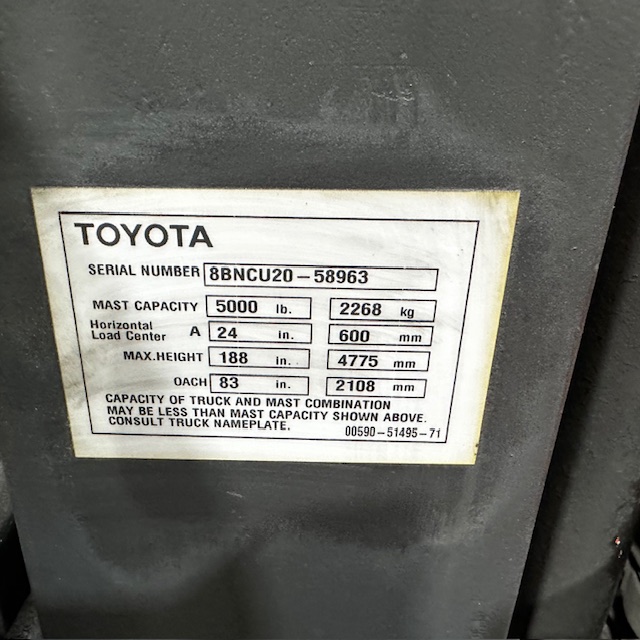 TOYOTA
SERIAL NUMBER 8BNCU20-58963
MAST CAPACITY 5000 lb. 2268 kg
Horizontal Load Center A 24 in. 600 mm
MAX.HEIGHT 188 in. 4775 mm
OACH 83 in. 2108 mm
CAPACITY OF TRUCK AND MAST COMBINATION
MAY BE LESS THAN MAST CAPACITY SHOWN ABOVE.
CONSULT TRUCK NAMEPLATE. 00590-51495-71